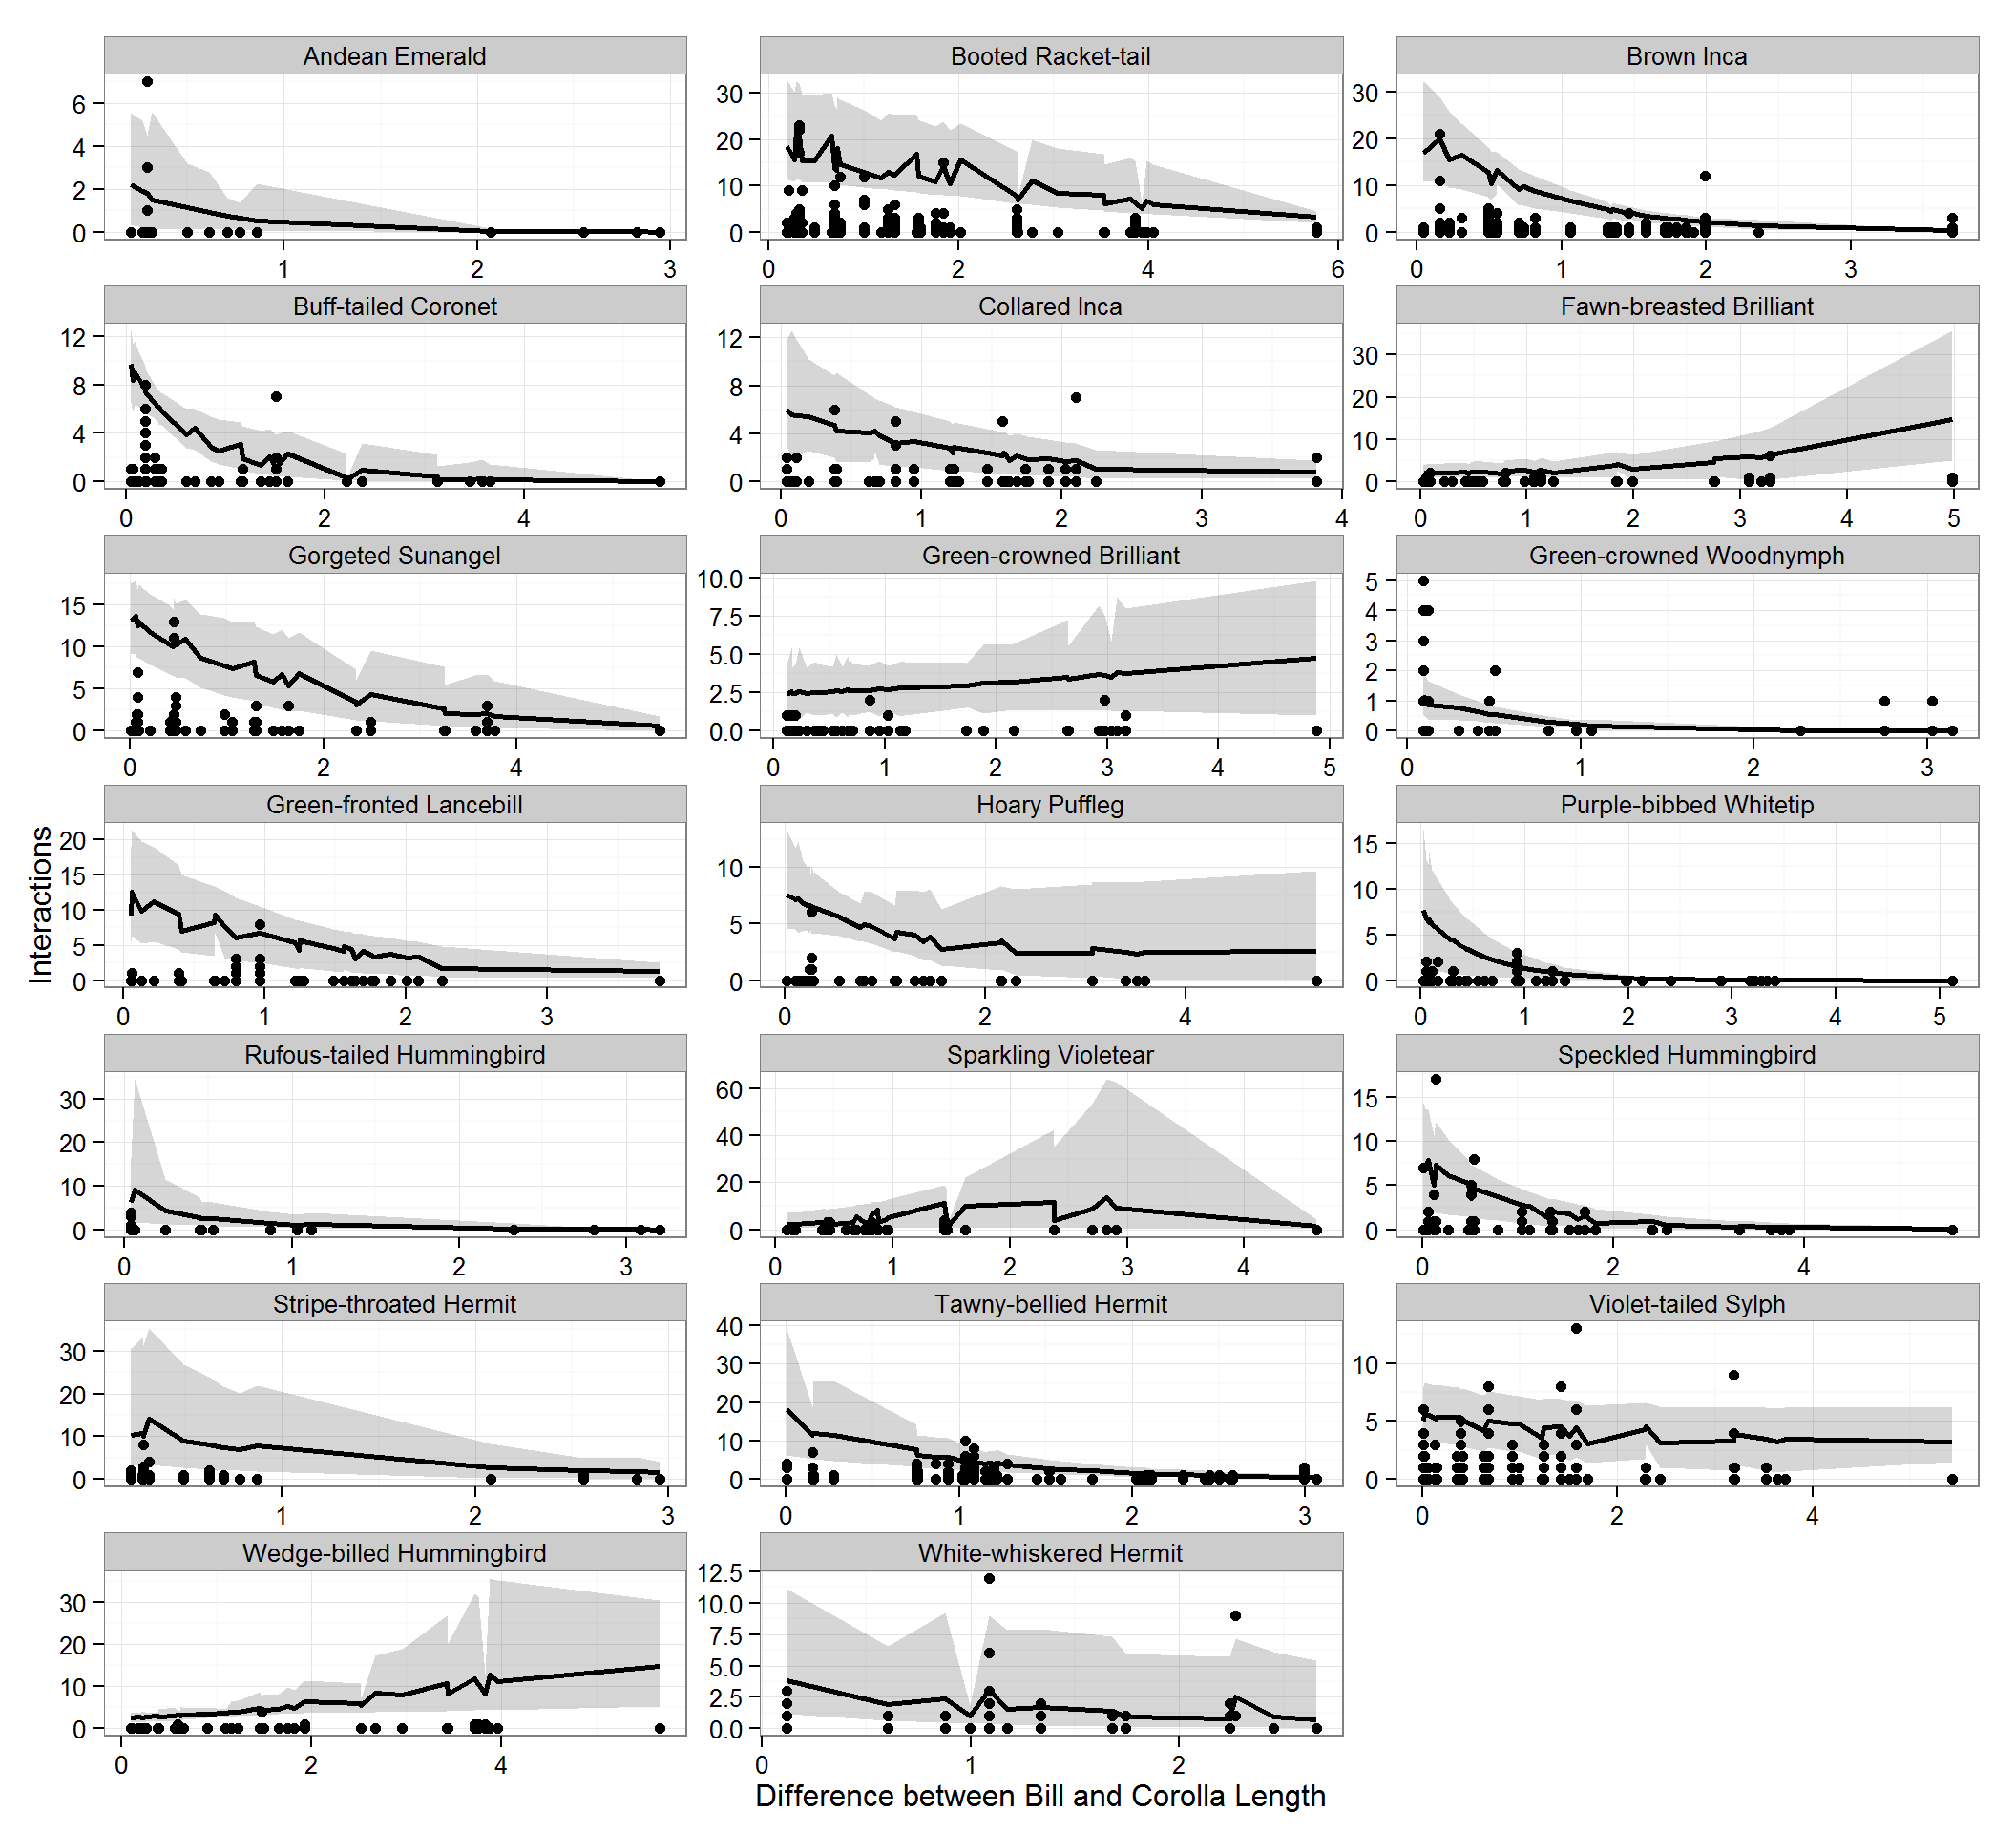 Andean Emerald Booted Racket-tail Brown Inca
6 4 2 0
30 20 10 0
30 20 10 0
1 2 3
0 2 4 6
0 1 2 3
Buff-tailed Coronet Collared Inca Fawn-breasted Brilliant
12 8 4 0
12 8 4 0
30 20 10 0
0 2 4
0 1 2 3 4
0 1 2 3 4 5
Gorgeted Sunangel Green-crowned Brilliant Green-crowned Woodnymph
15 10 5 0
10.0 7.5 5.0 2.5 0.0
5 4 3 2 1 0
0 2 4
0 1 2 3 4 5
0 1 2 3
Green-fronted Lancebill Hoary Puffleg Purple-bibbed Whitetip
20 15 10 5 0
10 5 0
15 10 5 0
0 1 2 3
0 2 4
0 1 2 3 4 5
Interactions
Rufous-tailed Hummingbird Sparkling Violetear Speckled Hummingbird
30 20 10 0
60 40 20 0
15 10 5 0
0 1 2 3
0 1 2 3 4
0 2 4
Stripe-throated Hermit Tawny-bellied Hermit Violet-tailed Sylph
30 20 10 0
40 30 20 10 0
10 5 0
1 2 3
0 1 2 3
0 2 4
Wedge-billed Hummingbird White-whiskered Hermit
30 20 10 0
12.5 10.0 7.5 5.0 2.5 0.0
0 2 4
0 1 2
Difference between Bill and Corolla Length